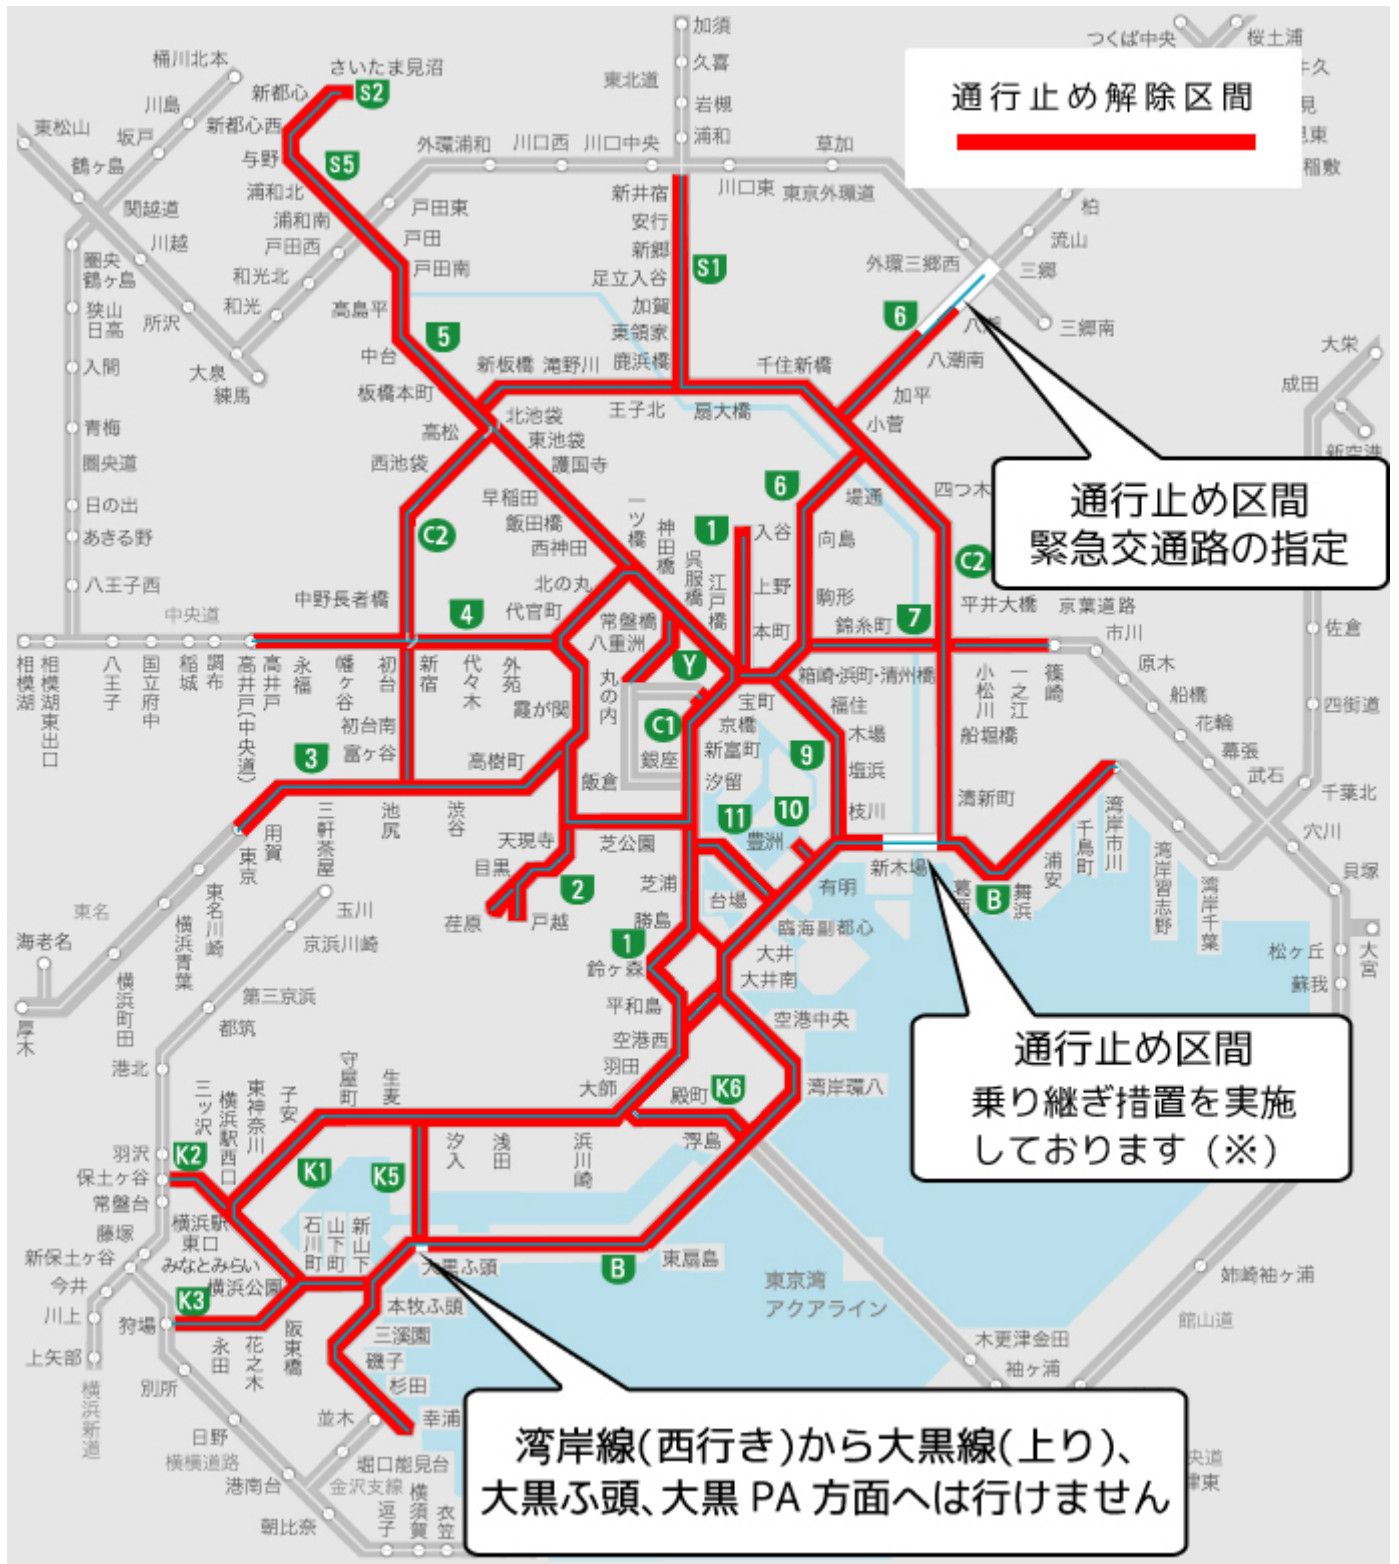 加須
久喜
東北道
岩槻
浦和
つくば中央
桜土浦
通行止め解除区間
桶川北本
川島
坂戸
東松山
鶴ヶ島
関越道
川越
圏央
鶴ヶ島
狭山
日高
所沢
入間
青梅
圏央道
日の出
あきる野
八王子西
中央道
さいたま見沼
S2
新都心
新都心西
与野
S5
浦和北
浦和南
戸田西
和光北
和光
大泉
練馬
外環浦和
川口西
川口中央
戸田東
戸田
戸田南
高島平
中台
5
板橋本町
高松
西池袋
新井宿
安行
新郷
足立入谷
加賀
東領家
鹿浜橋
S1
川口東
草加
東京外環道
稲敷
柏
流山
外環三郷西
三郷
三郷南
6
八潮
八潮南
加平
小菅
大栄
成田
新空港
通行止め区間
緊急交通路の指定
新板橋
滝野川
王子北
扇大橋
千住新橋
北池袋
東池袋
護国寺
早稲田
飯田橋
西神田
一ツ橋
神田橋
呉服橋
江戸橋
1
入谷
上野
本町
6
堤通
向島
駒形
四つ木
C2
平井大橋
京葉道路
C2
中野長者橋
4
北の丸
代官町
常盤橋
八重洲
丸の内
Y
錦糸町
7
箱崎・浜町・清州橋
市川
原木
船橋
花輪
幕張
武石
佐倉
四街道
千葉北
穴川
貝塚
大宮
松ヶ丘
蘇我
相模湖
相模湖東出口
八王子
国立府中
稲城
調布
高井戸(中央道)
高井戸
永福
幡ヶ谷
初台
新宿
代々木
外苑
霞が関
初台南
富ヶ谷
3
高樹町
C1
銀座
飯倉
宝町
京橋
新富町
汐留
福住
木場
塩浜
枝川
9
10
11
豊洲
小松川
一之江
篠崎
船堀橋
清新町
東京
用賀
三軒茶屋
池尻
渋谷
天現寺
目黒
荏原
2
戸越
芝公園
芝浦
勝島
1
鈴ヶ森
台場
有明
臨海副都心
大井
大井南
新木場
葛西
B
舞浜
浦安
千鳥町
湾岸市川
湾岸習志野
湾岸千葉
東名
海老名
厚木
横浜町田
横浜青葉
東名川崎
玉川
京浜川崎
第三京浜
都筑
港北
通行止め区間
乗り継ぎ措置を実施
しております(※)
平和島
空港西
羽田
大師
空港中央
殿町
K6
浮島
湾岸環八
羽沢
保土ヶ谷
常盤台
藤塚
新保土ヶ谷
今井
川上
上矢部
横浜新道
K2
三ッ沢
横浜駅西口
東神奈川
子安
守屋町
生麦
K1
K5
汐入
浅田
浜川崎
横浜駅
東口
みなとみらい
横浜公園
石川町
山下町
新山下
大黒ふ頭
B
東扇島
東京湾
アクアライン
K3
狩場
永田
花之木
阪東橋
本牧ふ頭
三溪園
磯子
杉田
幸浦
別所
日野
横横道路
港南台
朝比奈
並木
堀口能見台
金沢支線
逗子
横須賀
衣笠
木更津金田
袖ヶ浦
姉崎袖ヶ浦
館山道
湾岸線(西行き)から大黒線(上り)、
大黒ふ頭、大黒PA方面へは行けません